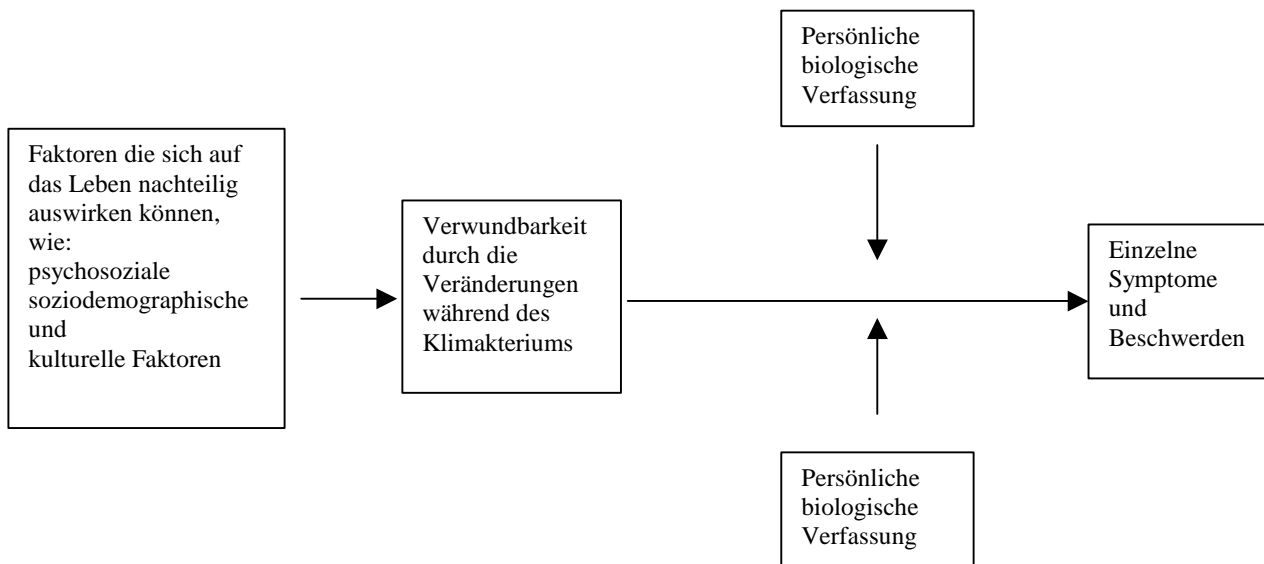 Persönliche
biologische
Verfassung
Faktoren die sich auf
das Leben nachteilig
auswirken können,
wie:
psychosoziale
soziodemographische
und
kulturelle Faktoren
Verwundbarkeit
durch die
Veränderungen
während des
Klimakteriums
Einzelne
Symptome
und
Beschwerden
Persönliche
biologische
Verfassung